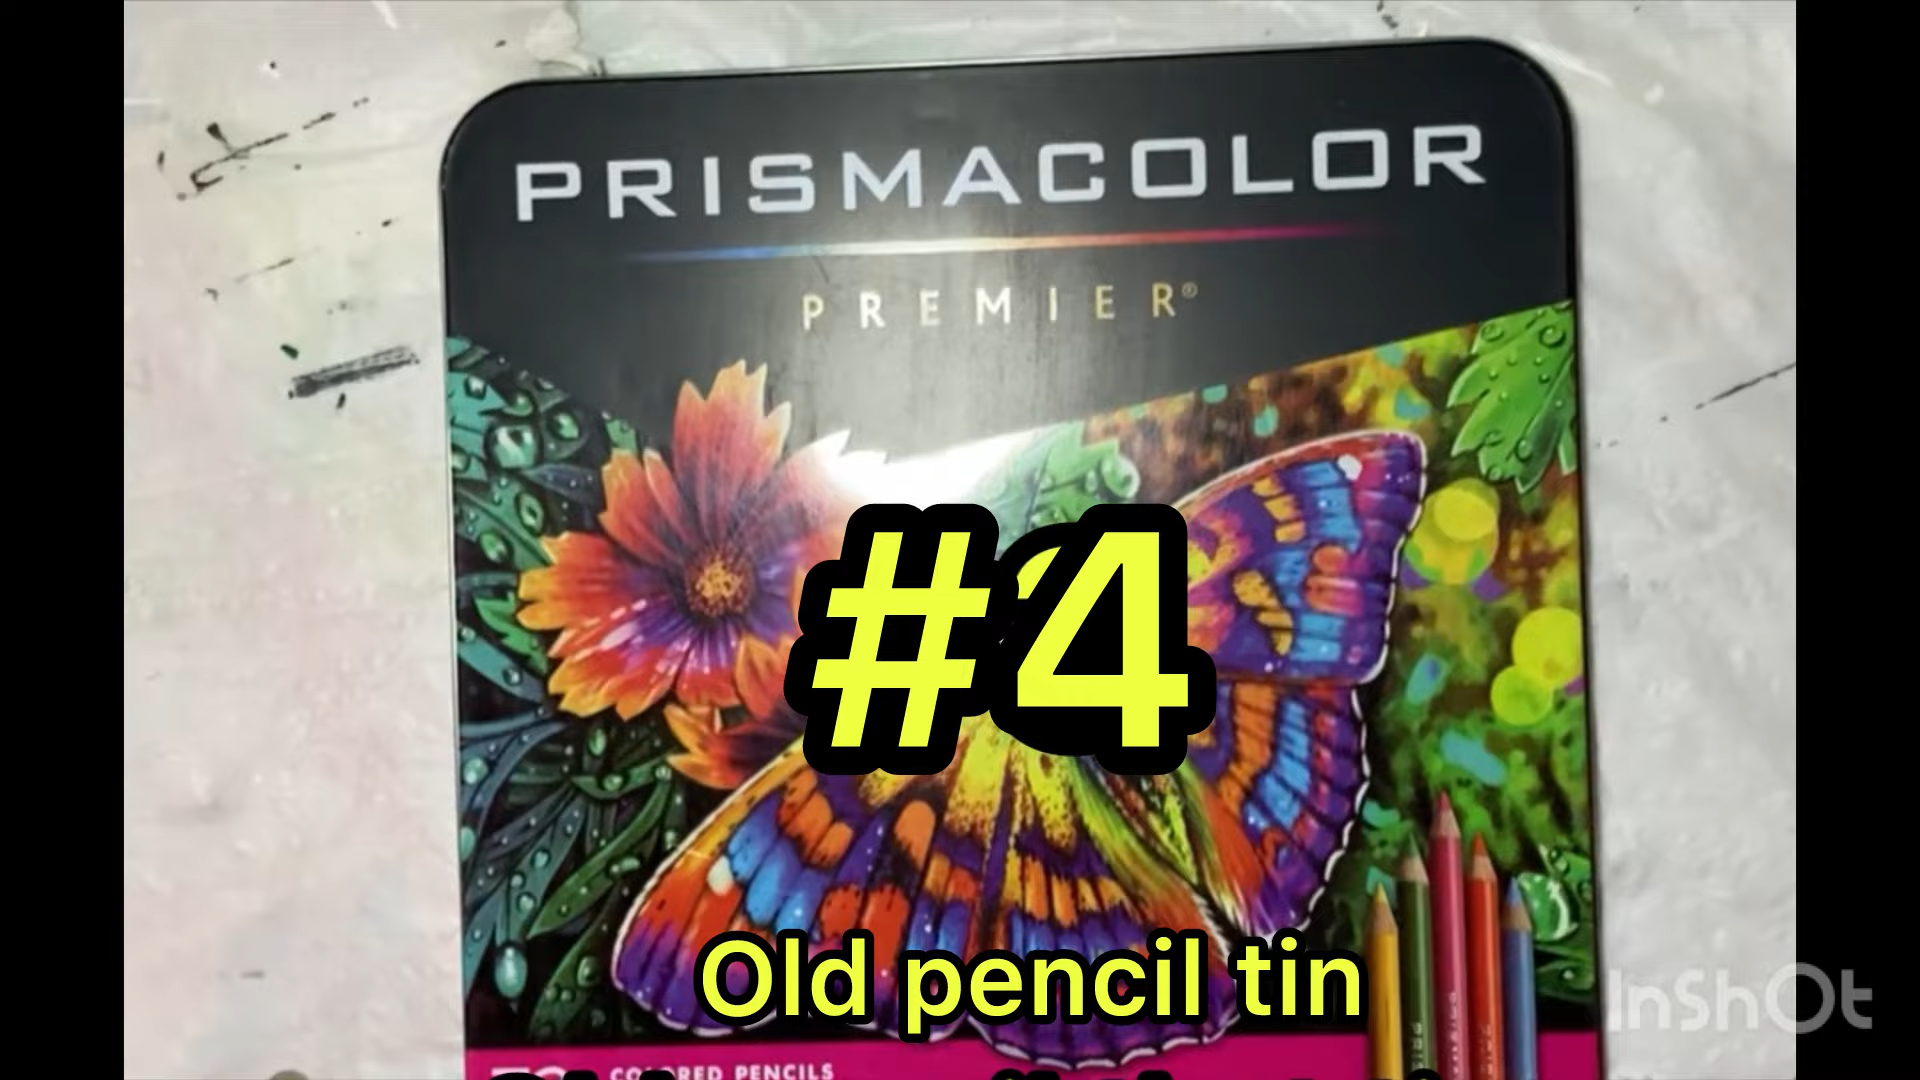 PRISMACOLOR
PREMIER®
#4
Old pencil tin
COLORED PENCILS
InShOt